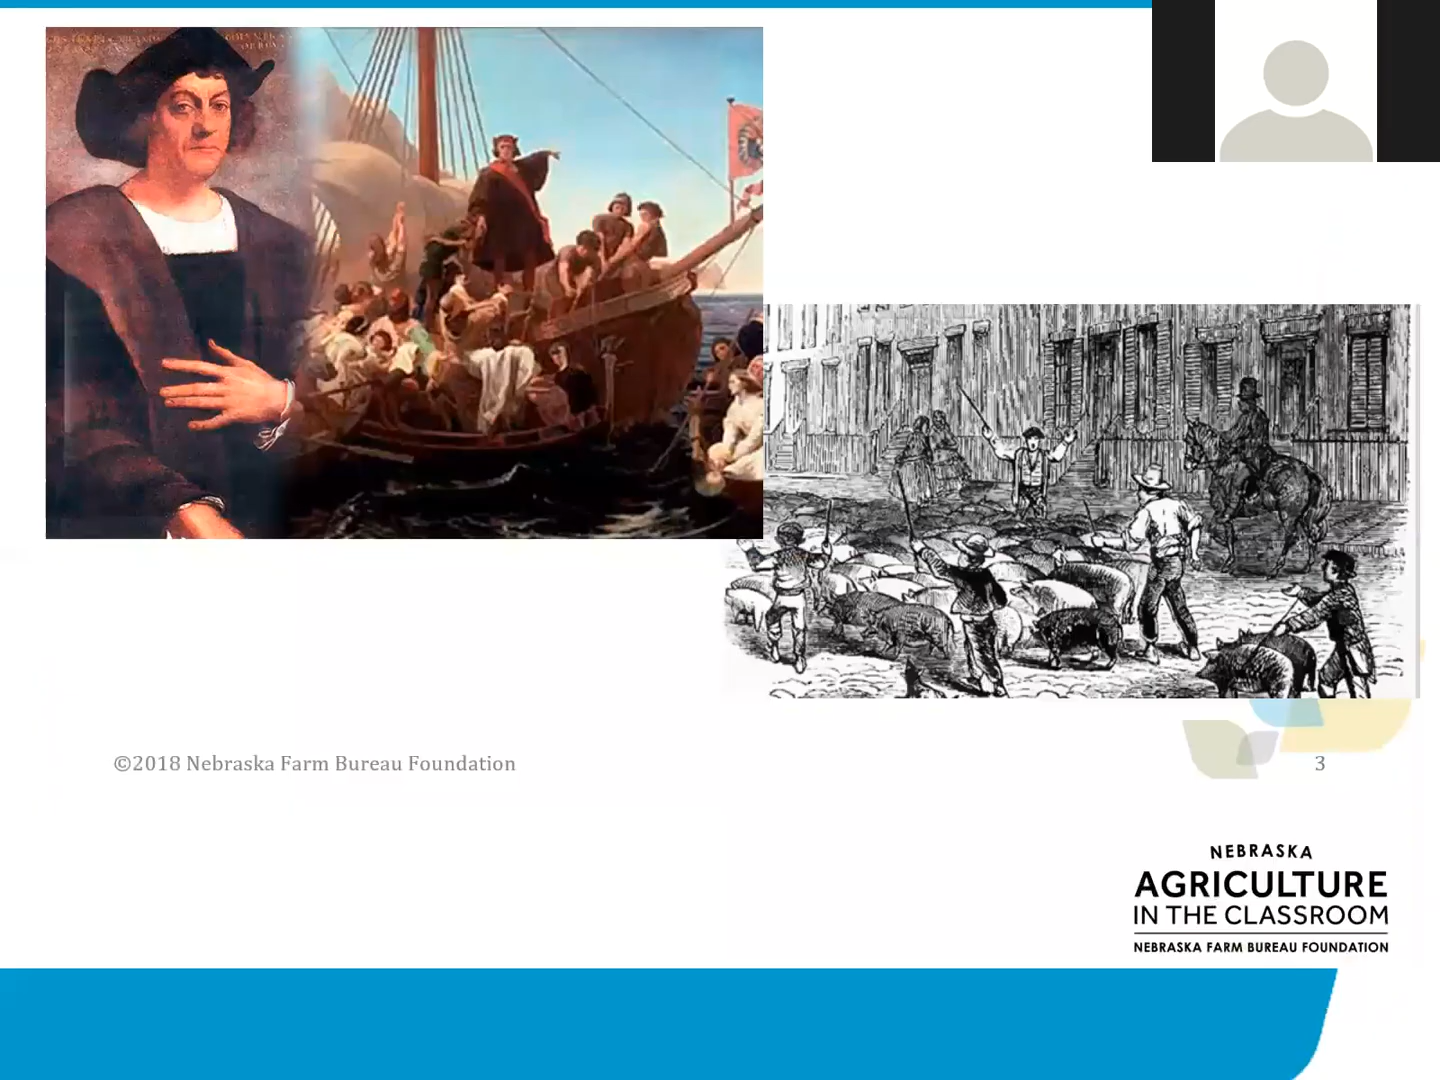 ©2018 Nebraska Farm Bureau Foundation
3
NEBRASKA
AGRICULTURE
IN THE CLASSROOM
NEBRASKA FARM BUREAU FOUNDATION